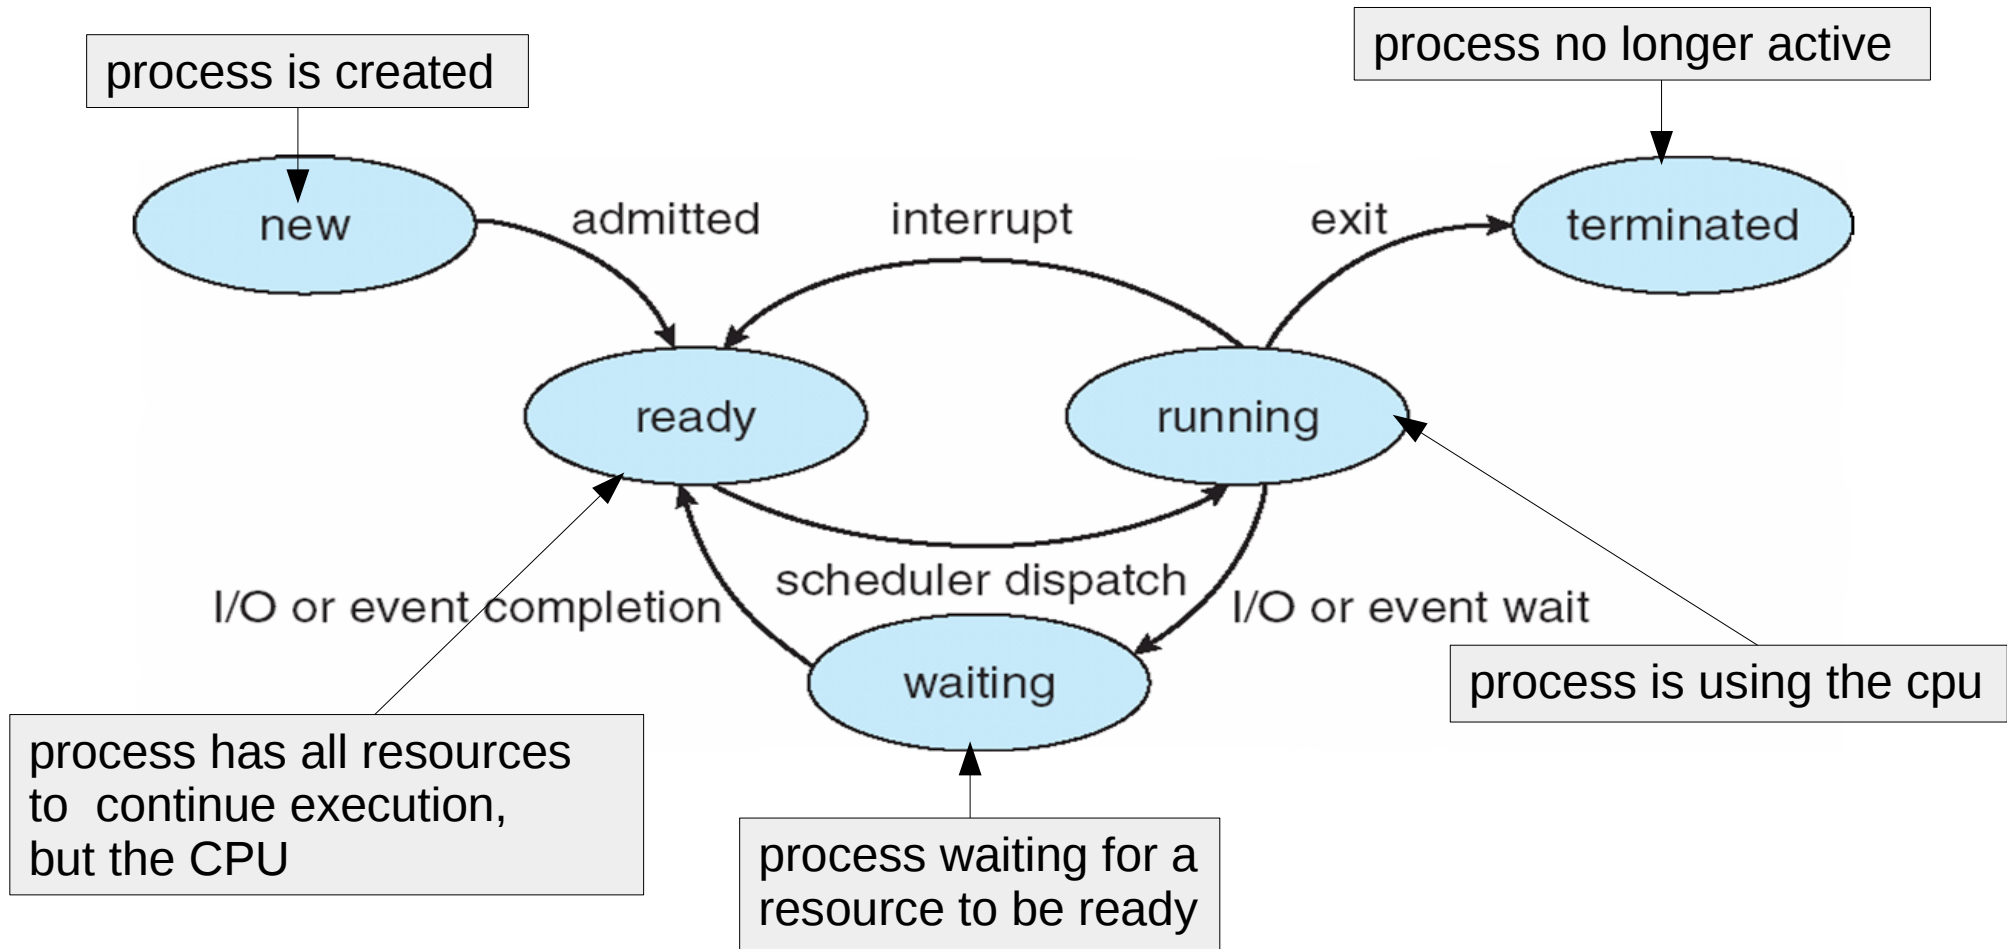 process no longer active
process is created
admitted
interrupt
exit
new
terminated
ready
running
scheduler dispatch
I/O or event completion
I/O or event wait
waiting
process is using the cpu
process has all resources
to  continue execution,
but the CPU
process waiting for a
resource to be ready